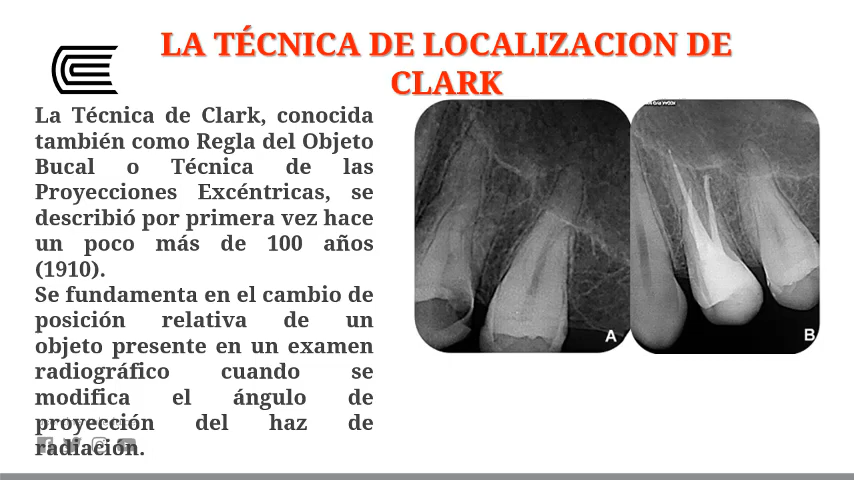 LA TÉCNICA DE LOCALIZACION DE
CLARK
La Técnica de Clark, conocida
también como Regla del Objeto
Bucal o Técnica de las
Proyecciones Excéntricas, se
describió por primera vez hace
un poco más de 100 años
(1910).
Se fundamenta en el cambio de
posición relativa de un
objeto presente en un examen
radiográfico cuando se
modifica el ángulo de
proyección del haz de
radiación.
A
B